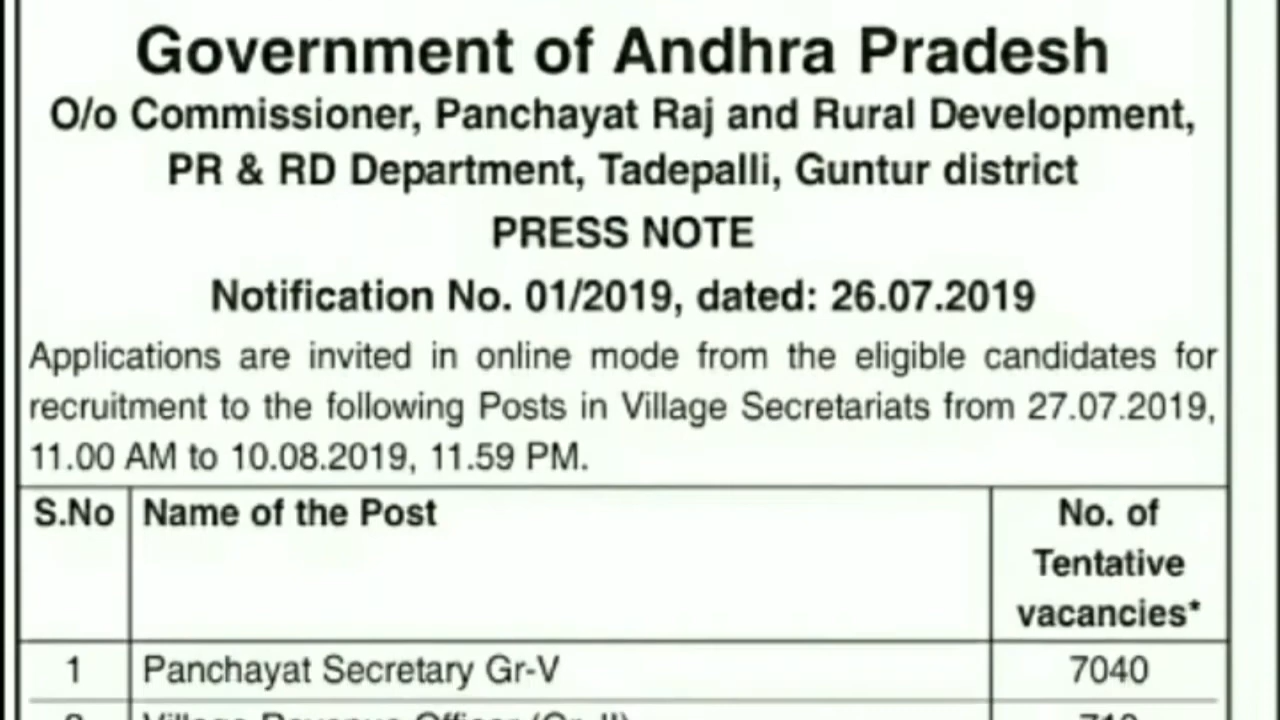 Government of Andhra Pradesh
O/o Commissioner, Panchayat Raj and Rural Development,
PR & RD Department, Tadepalli, Guntur district
PRESS NOTE
Notification No. 01/2019, dated: 26.07.2019
Applications are invited in online mode from the eligible candidates for
recruitment to the following Posts in Village Secretariats from 27.07.2019,
11.00 AM to 10.08.2019, 11.59 PM.
S.No Name of the Post No. of
Tentative
vacancies*
1 Panchayat Secretary Gr-V 7040
Village Revenue Officer